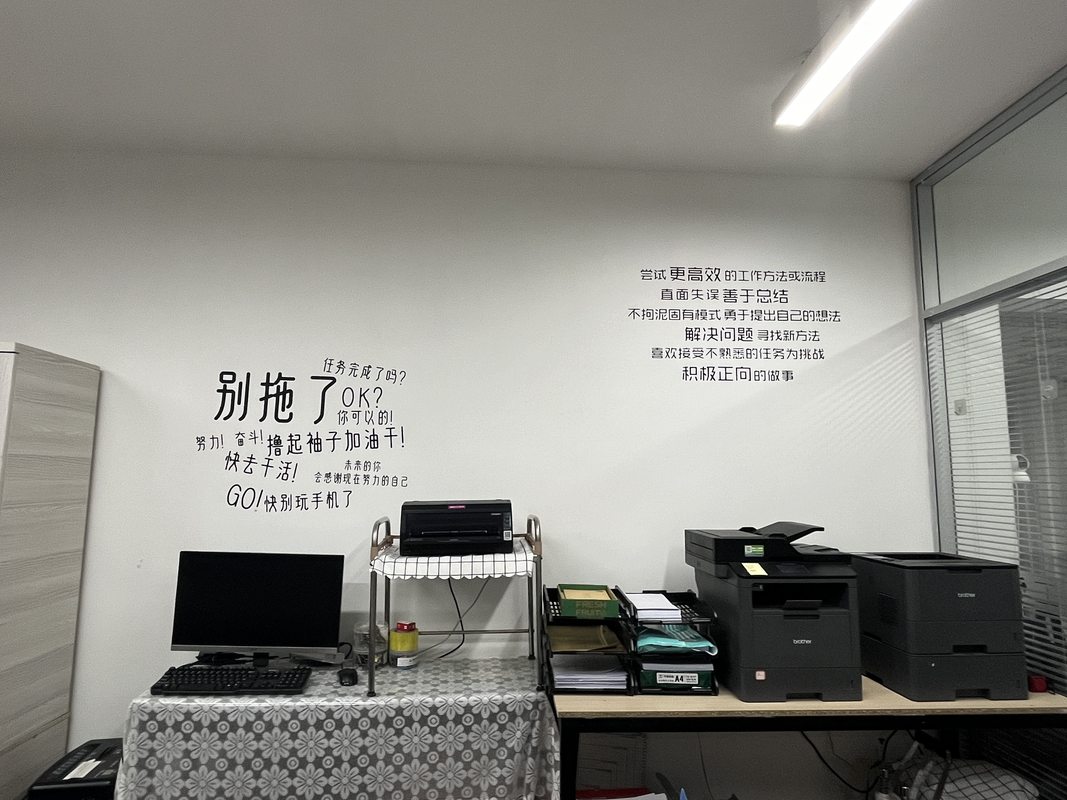 任务完成了吗?
别拖了OK?
你可以的!
努力! 奋斗! 撸起袖子加油干!
快去干活!
未来的你
会感谢现在努力的自己
GO! 快别玩手机了
尝试更高效的工作方法或流程
直面失误善于总结
不拘泥固有模式勇于提出自己的想法
解决问题寻找新方法
喜欢接受不熟悉的任务为挑战
积极正向的做事
FRESH
FRUITS
A4
brother
brother